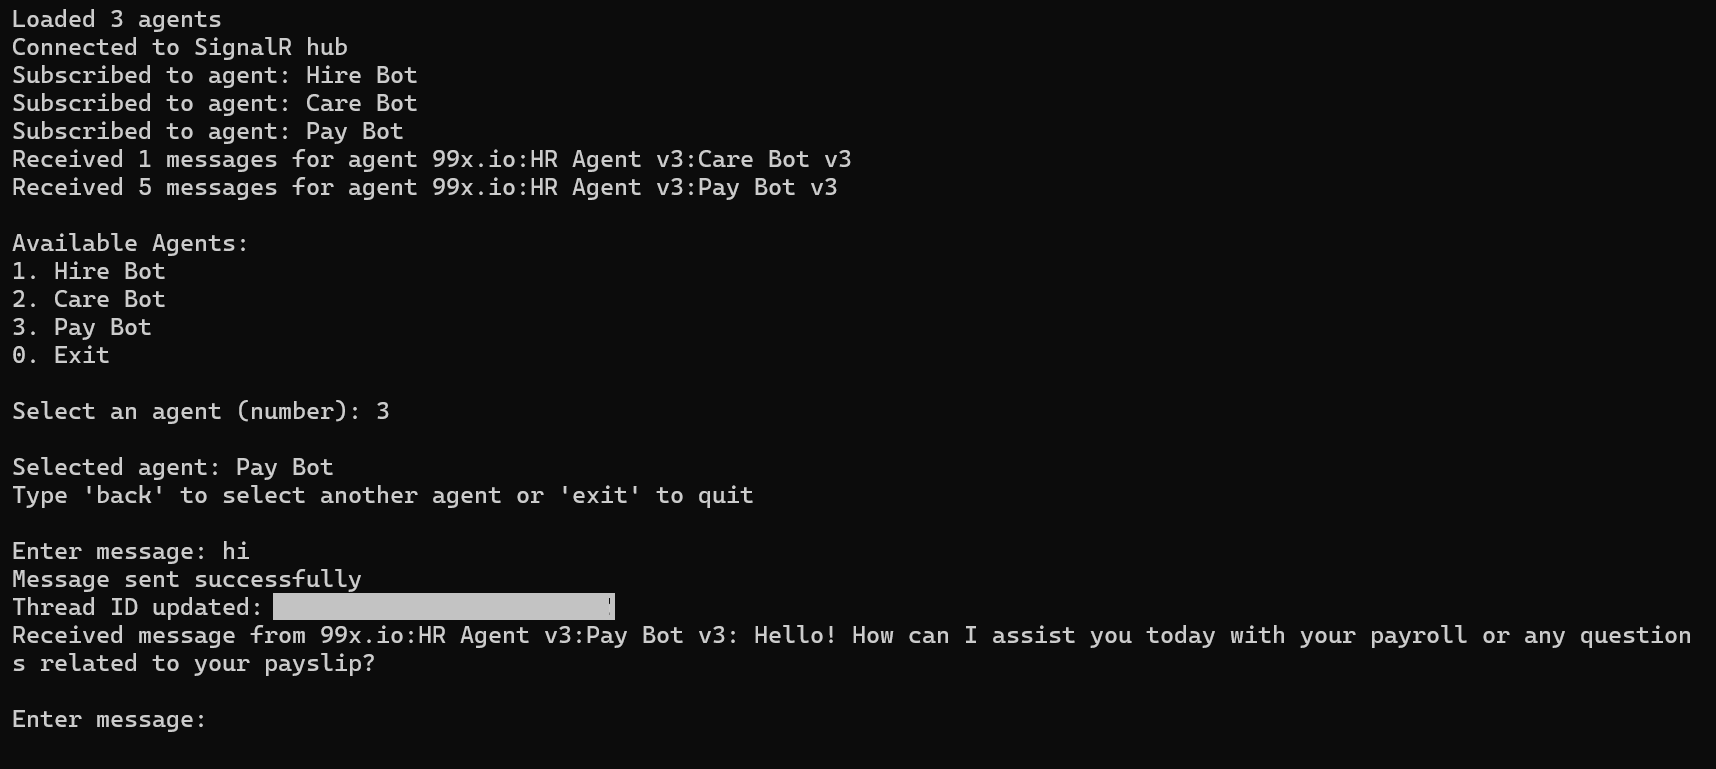 Loaded 3 agents
Connected to SignalR hub
Subscribed to agent: Hire Bot
Subscribed to agent: Care Bot
Subscribed to agent: Pay Bot
Received 1 messages for agent 99x.io:HR Agent v3:Care Bot v3
Received 5 messages for agent 99x.io:HR Agent v3:Pay Bot v3
Available Agents:
1. Hire Bot
2. Care Bot
3. Pay Bot
0. Exit
Select an agent (number): 3
Selected agent: Pay Bot
Type 'back' to select another agent or 'exit' to quit
Enter message: hi
Message sent successfully
Thread ID updated:
Received message from 99x.io:HR Agent v3:Pay Bot v3: Hello! How can I assist you today with your payroll or any question
s related to your payslip?
Enter message: